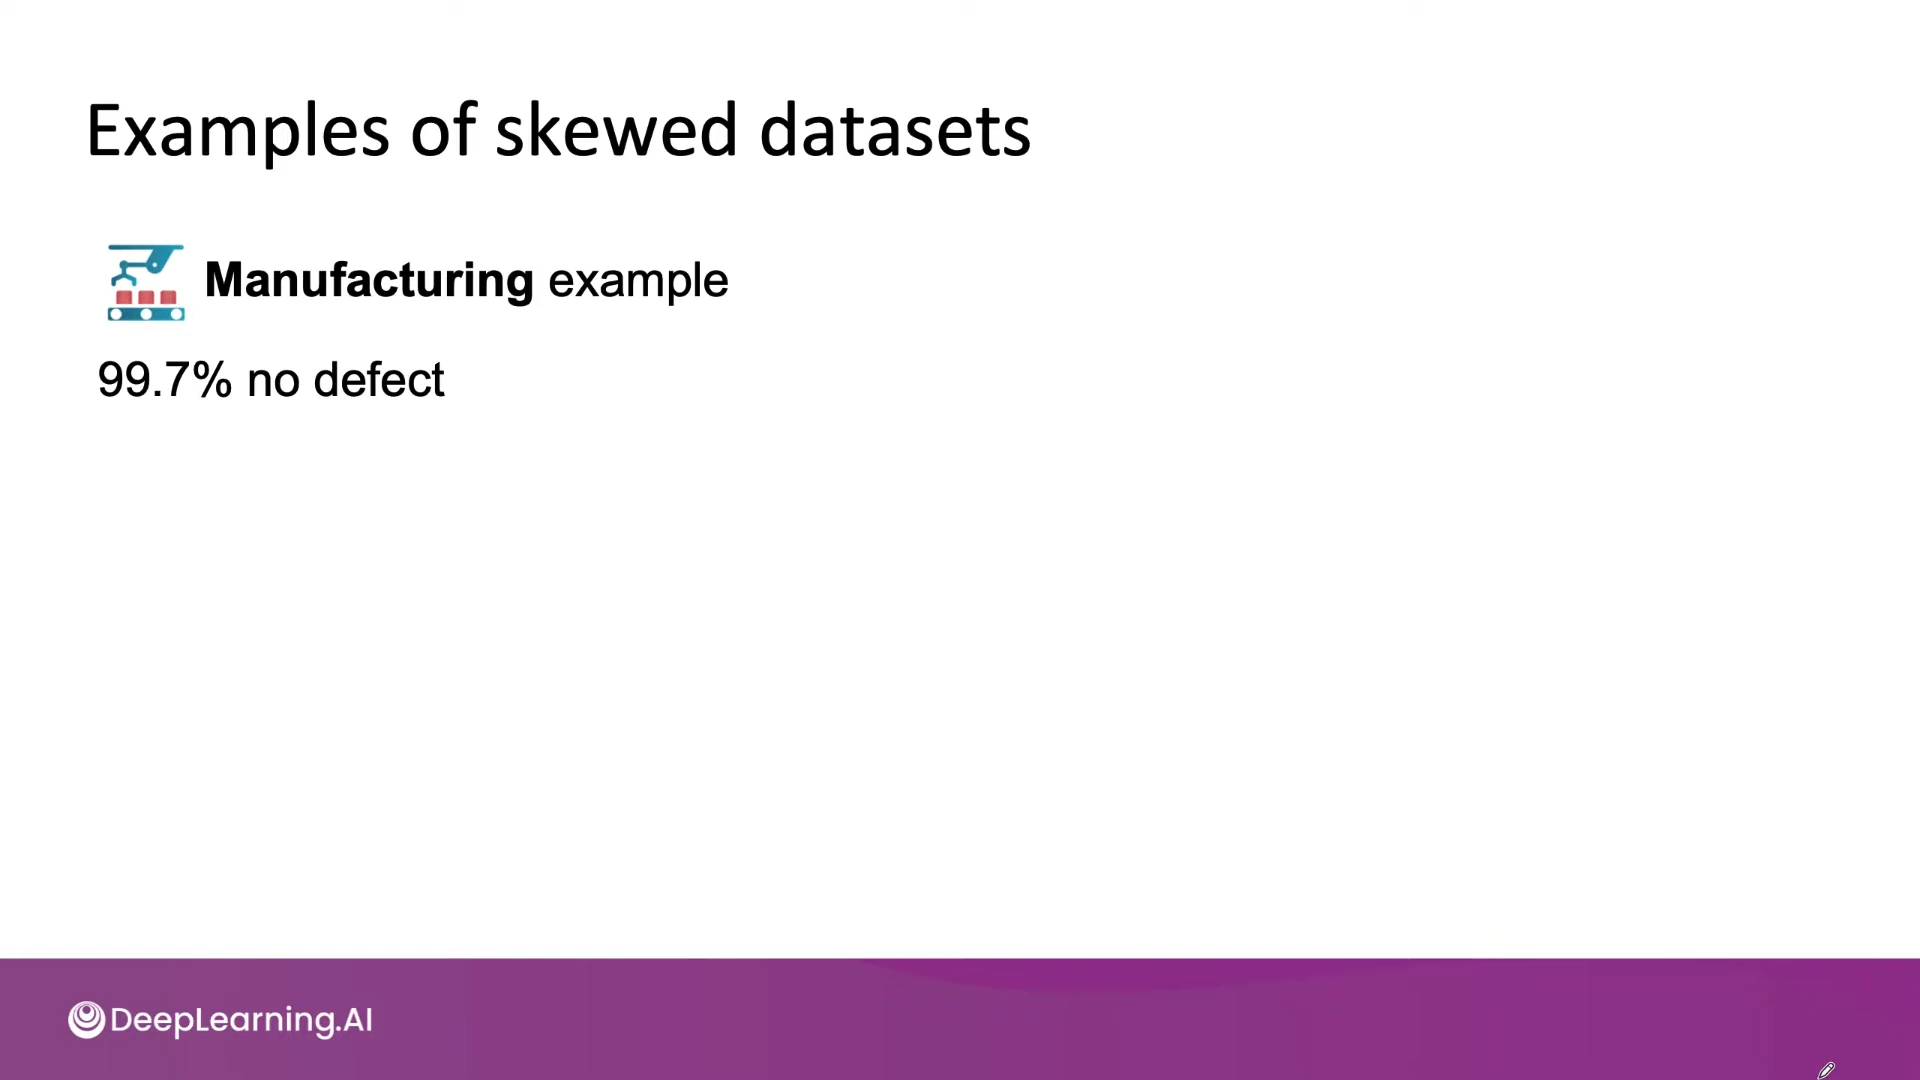 Examples of skewed datasets
Manufacturing example
99.7% no defect
DeepLearning.AI